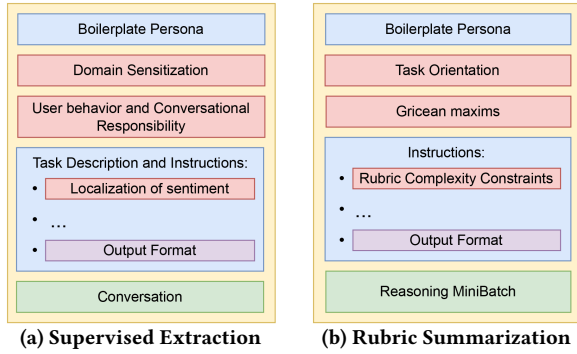 Boilerplate Persona
Domain Sensitization
User behavior and Conversational
Responsibility
Task Description and Instructions:
• Localization of sentiment
• ...
• Output Format
Conversation
(a) Supervised Extraction
Boilerplate Persona
Task Orientation
Gricean maxims
Instructions:
• Rubric Complexity Constraints
• ...
• Output Format
Reasoning MiniBatch
(b) Rubric Summarization